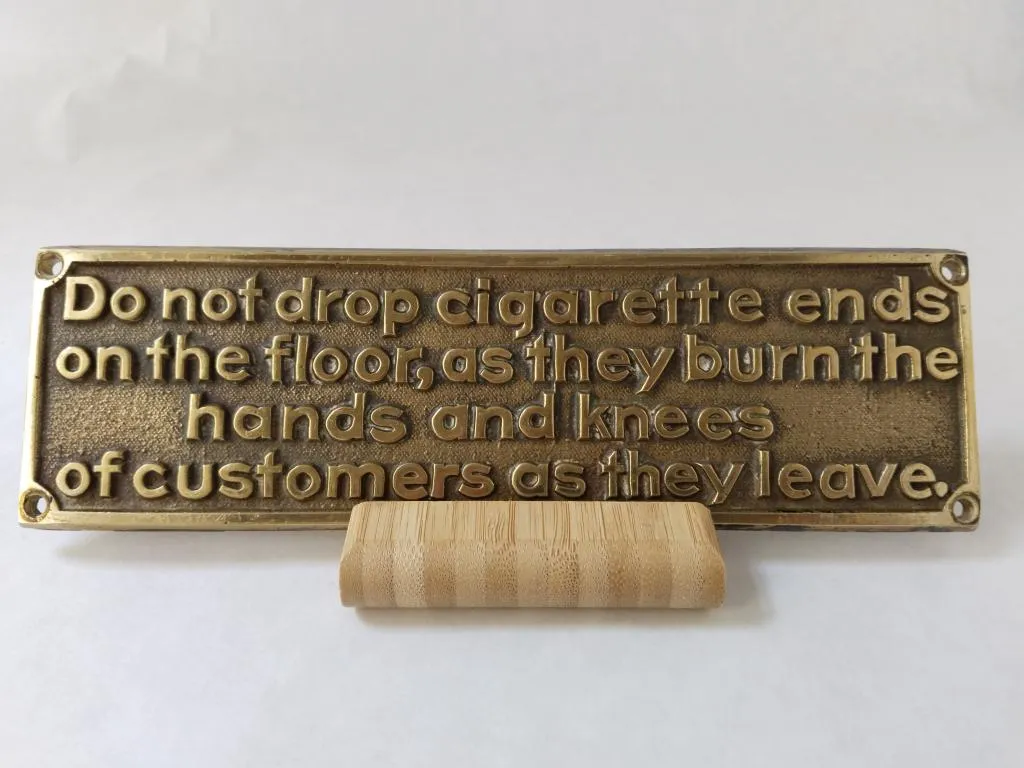 Do not drop cigarette ends
on the floor, as they burn the
hands and knees
of customers as they leave.